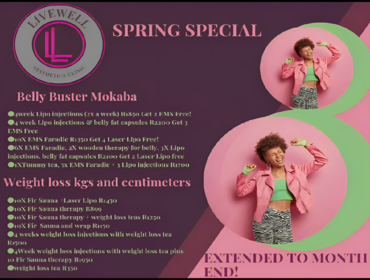 LIVEWELL
AESTHETICS CLINIC
SPRING SPECIAL
Belly Buster Mokaba
4week Lipo injections (2x a week) R1850 Get 2 EMS Free!
4 week Lipo injections & belly fat capsules R2200 Get 3
EMS Free
10X EMS Faradic R1350 Get 4 Laser Lipo Free!
6X EMS Faradic, 2X wooden therapy for belly, 3X Lipo
injections, belly fat capsules R2100 Get 2 Laser Lipo free
1XTummy tea, 5X EMS Faradic + 3 Lipo injections R1700
Weight loss kgs and centimeters
10X Fir Sauna +Laser Lipo R1450
10X Fir Sauna therapy R899
10X Fir Sauna therapy + weight loss teas R1250
10X Fir Sauna and wrap R1150
4 weeks weight loss injections with weight loss tea
R1500
4Week weight loss injections with weight loss tea plus
10 Fir Sauna therapy R1950
weight loss tea R350
EXTENDED TO MONTH
END!